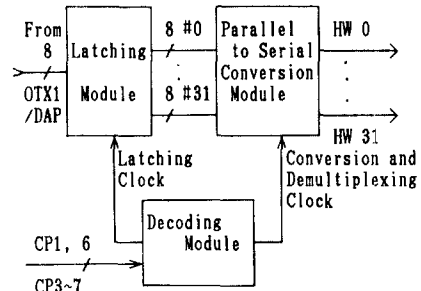 From
8
OTX1
/DAP
Latching
Module
8 #0
8 #31
Parallel
to Serial
Conversion
Module
HW 0
HW 31
Latching
Clock
Conversion and
Demultiplexing
Clock
Decoding
Module
CP1, 6
CP3~7